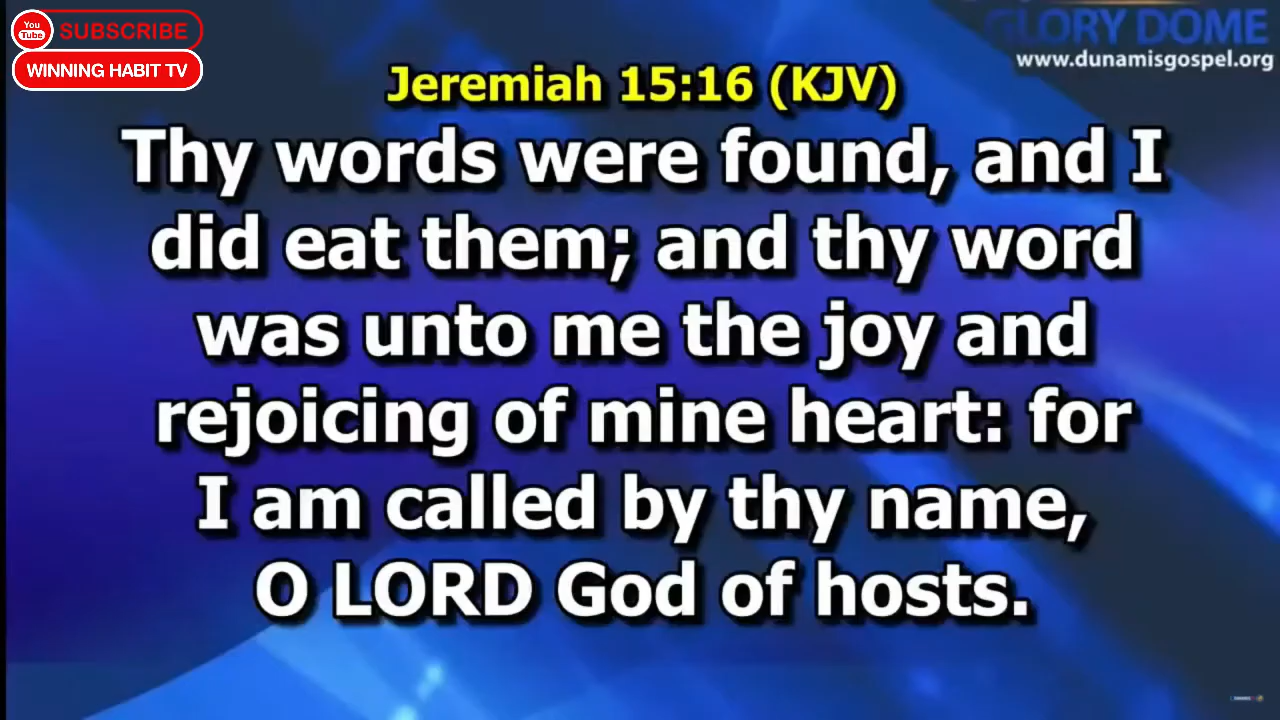 You
Tube
SUBSCRIBE
WINNING HABIT TV
GLORY DOME
www.dunamisgospel.org
Jeremiah 15:16 (KJV)
Thy words were found, and I
did eat them; and thy word
was unto me the joy and
rejoicing of mine heart: for
I am called by thy name,
O LORD God of hosts.